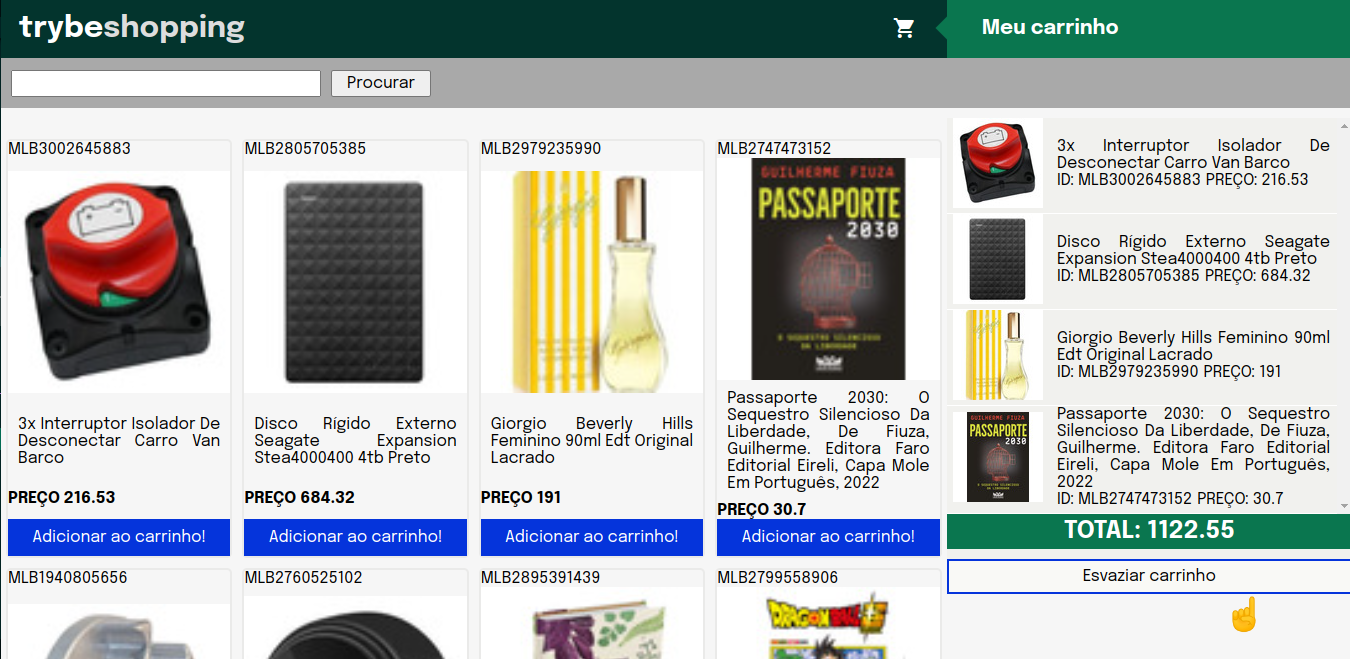 trybeshopping
Meu carrinho
Procurar
MLB3002645883
3x Interruptor Isolador De
Desconectar Carro Van
Barco
PREÇO 216.53
Adicionar ao carrinho!
MLB2805705385
Disco Rígido Externo
Seagate Expansion
Stea4000400 4tb Preto
PREÇO 684.32
Adicionar ao carrinho!
MLB2979235990
Giorgio
Giorgio Beverly Hills
Feminino 90ml Edt Original
Lacrado
PREÇO 191
Adicionar ao carrinho!
MLB2747473152
GUILHERME FIUZA
PASSAPORTE
2030
O SEQUESTRO SILENCIOSO
DA LIBERDADE
Passaporte 2030: O
Sequestro Silencioso Da
Liberdade, De Fiuza,
Guilherme. Editora Faro
Editorial Eireli, Capa Mole
Em Português, 2022
PREÇO 30.7
Adicionar ao carrinho!
MLB1940805656
MLB2760525102
MLB2895391439
MLB2799558906
DRAGON BALL
3x Interruptor Isolador De
Desconectar Carro Van Barco
ID: MLB3002645883 PREÇO: 216.53
Disco Rígido Externo Seagate
Expansion Stea4000400 4tb Preto
ID: MLB2805705385 PREÇO: 684.32
Giorgio Beverly Hills Feminino 90ml
Edt Original Lacrado
ID: MLB2979235990 PREÇO: 191
GUILHERME FIUZA
PASSAPORTE
2030
Passaporte 2030: O Sequestro
Silencioso Da Liberdade, De Fiuza,
Guilherme. Editora Faro Editorial
Eireli, Capa Mole Em Português,
2022
ID: MLB2747473152 PREÇO: 30.7
TOTAL: 1122.55
Esvaziar carrinho